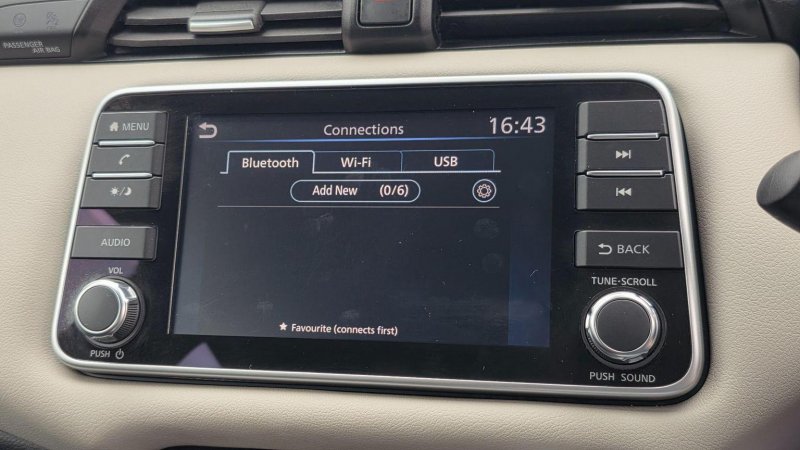 PASSENGER
AIR BAG
MENU
AUDIO
VOL
PUSH
Connections
16:43
Bluetooth
Wi-Fi
USB
Add New (0/6)
★ Favourite (connects first)
BACK
TUNE·SCROLL
PUSH SOUND